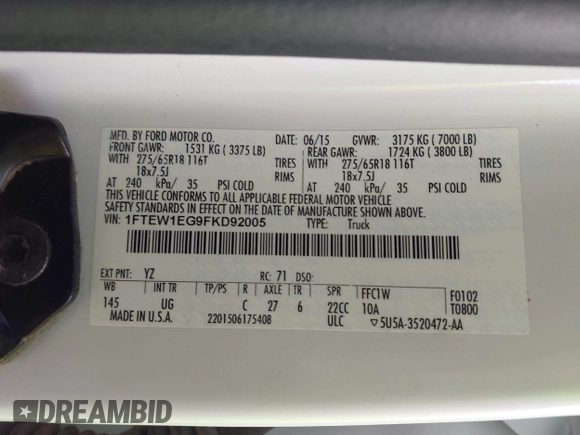 MFD. BY FORD MOTOR CO. DATE: 06/15 GVWR: 3175 KG ( 7000 LB)
FRONT GAWR: 1531 KG ( 3375 LB) REAR GAWR: 1724 KG ( 3800 LB)
WITH 275/65R18 116T TIRES WITH 275/65R18 116T TIRES
18x7.5J RIMS 18x7.5J RIMS
AT 240 kPa/ 35 PSI COLD AT 240 kPa/ 35 PSI COLD
THIS VEHICLE CONFORMS TO ALL APPLICABLE FEDERAL MOTOR VEHICLE
SAFETY STANDARDS IN EFFECT ON THE DATE OF MANUFACTURE SHOWN ABOVE.
VIN: 1FTEW1EG9FKD92005 TYPE: Truck
EXT PNT: YZ RC: 71 DSO:
WB INT TR TP/PS R AXLE TR SPR FFC1W F0102
145 UG C 27 6 22CC 10A T0800
MADE IN U.S.A. 2201506175408 ULC ▽5U5A-3520472-AA
DREAMBID